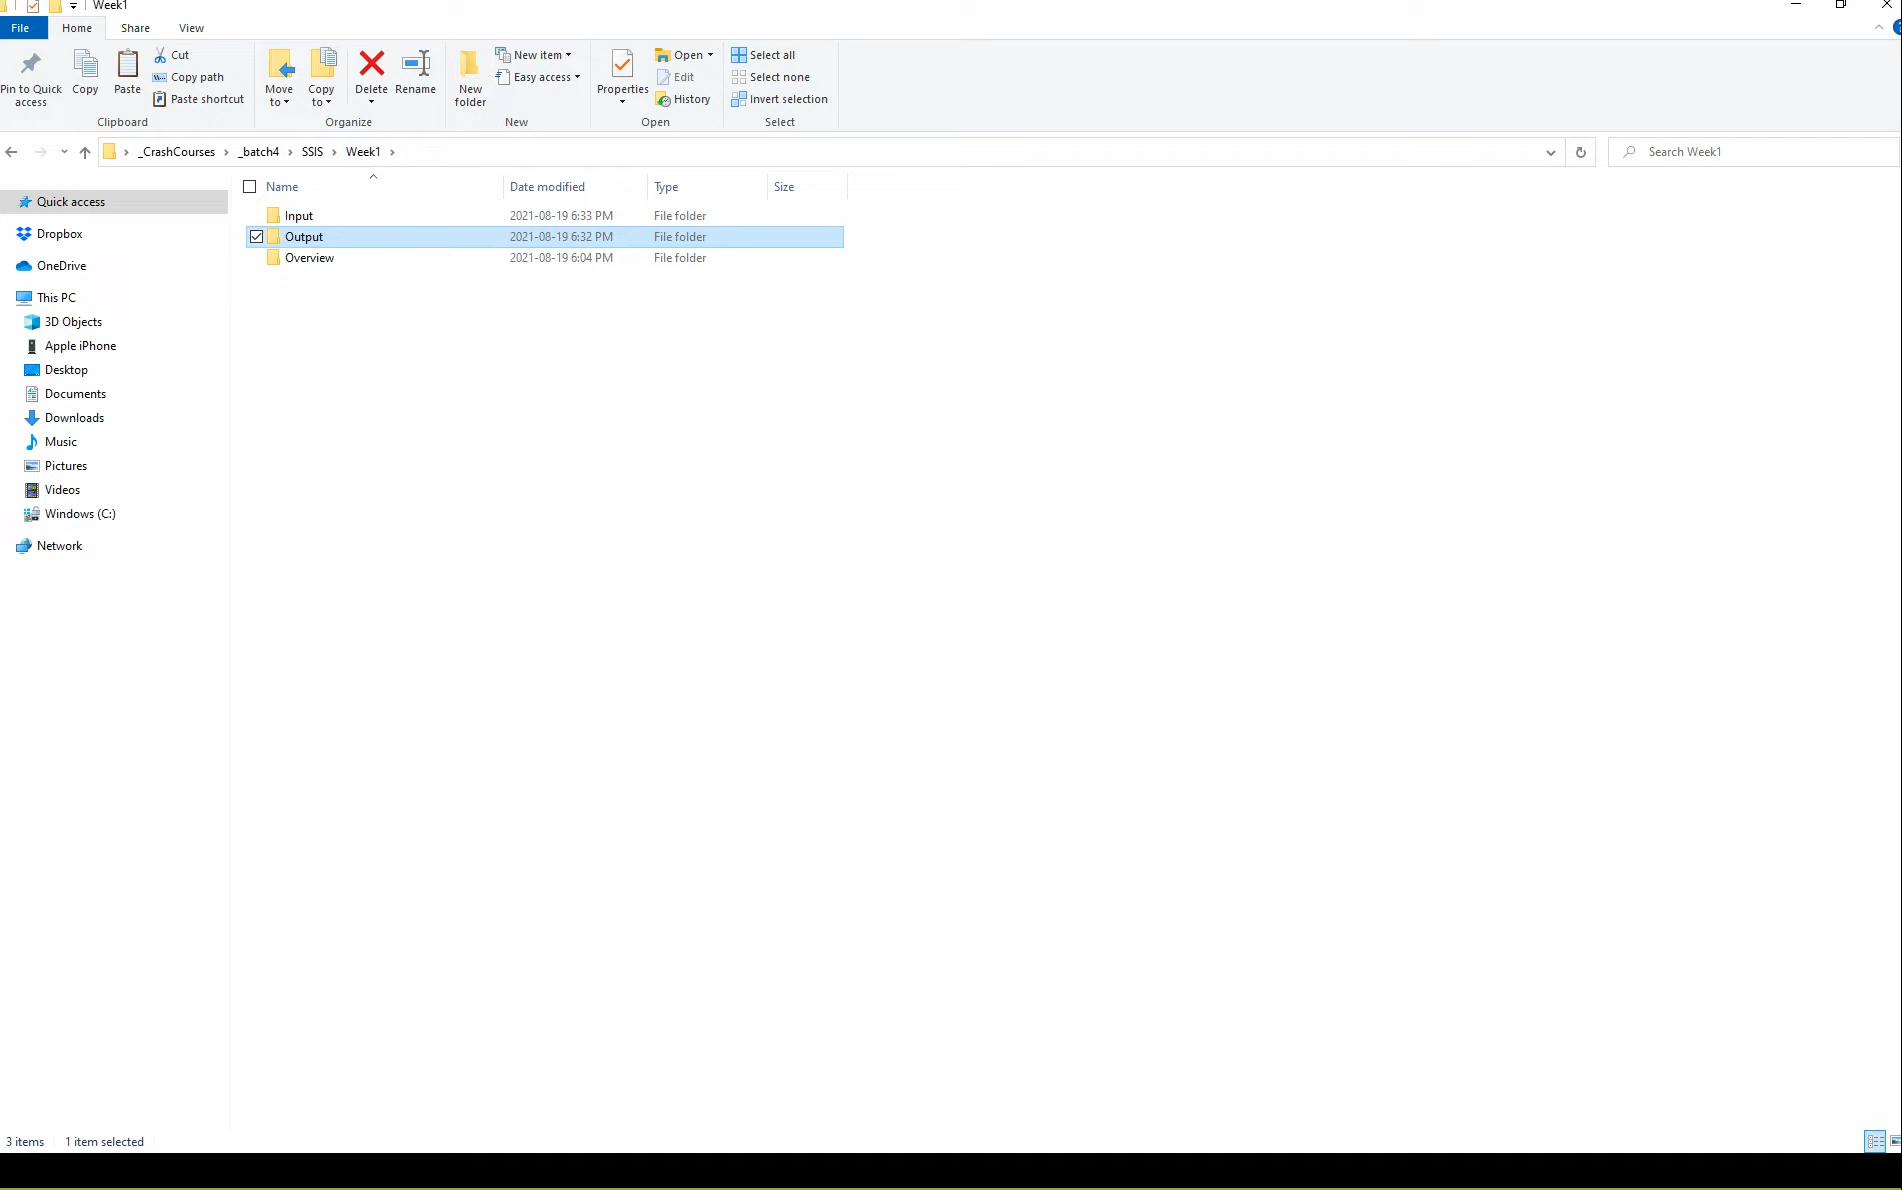 Week1
File Home Share View
Pin to Quick access
Copy
Paste
Cut
Copy path
Paste shortcut
Clipboard
Move to
Copy to
Delete
Rename
Organize
New folder
New item
Easy access
New
Properties
Open
Edit
History
Open
Select all
Select none
Invert selection
Select
_CrashCourses _batch4 SSIS Week1
Search Week1
Name Date modified Type Size
Input 2021-08-19 6:33 PM File folder
Output 2021-08-19 6:32 PM File folder
Overview 2021-08-19 6:04 PM File folder
Quick access
Dropbox
OneDrive
This PC
3D Objects
Apple iPhone
Desktop
Documents
Downloads
Music
Pictures
Videos
Windows (C:)
Network
3 items 1 item selected